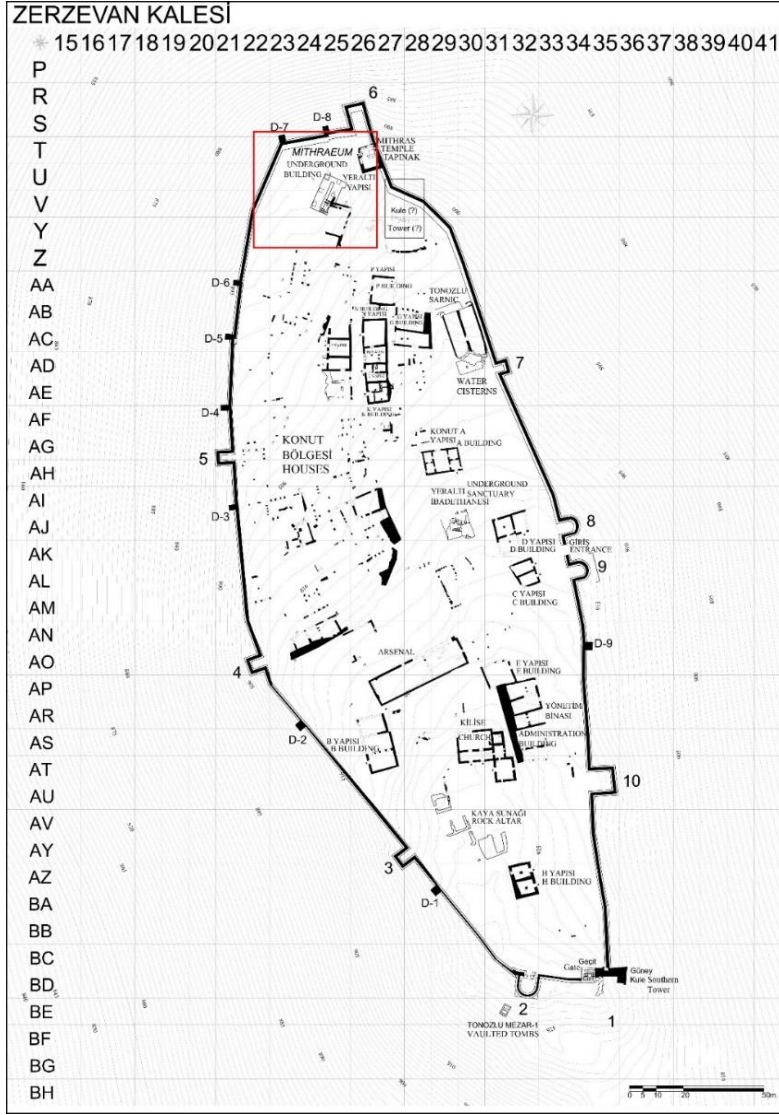 ZERZEVAN KALESİ
15 16 17 18 19 20 21 22 23 24 25 26 27 28 29 30 31 32 33 34 35 36 37 38 39 40 41
P
R
S
T
U
V
Y
Z
AA
AB
AC
AD
AE
AF
AG
AH
AI
AJ
AK
AL
AM
AN
AO
AP
AR
AS
AT
AU
AV
AY
AZ
BA
BB
BC
BD
BE
BF
BG
BH
6
D-8
D-7
MITHRAS
TEMPLE
TAPINAK
MITHRAEUM
UNDERGROUND
BUILDING
YERALTI
YAPISI
Kule (?)
Tower (?)
D-6
P YAPISI
P BUILDING
TONOZLU
SARNIÇ
D-5
7
WATER
CISTERNS
D-4
K YAPISI
K BUILDING
5
KONUT
BÖLGESİ
HOUSES
KONUT A
YAPISI A BUILDING
D-3
YERALTI
İBADETHANESİ
UNDERGROUND
SANCTUARY
8
D YAPISI
D BUILDING
GİRİŞ
ENTRANCE
9
C YAPISI
C BUILDING
D-9
4
ARSENAL
E YAPISI
E BUILDING
YÖNETİM
BİNASI
ADMINISTRATION
BUILDING
D-2
B YAPISI
B BUILDING
KİLİSE
CHURCH
10
KAYA SUNAĞI
ROCK ALTAR
3
H YAPISI
H BUILDING
D-1
Geçit
Gate
Güney
Kule Southern
Tower
2
1
TONOZLU MEZAR-1
VAULTED TOMBS
0 5 10 20 50m